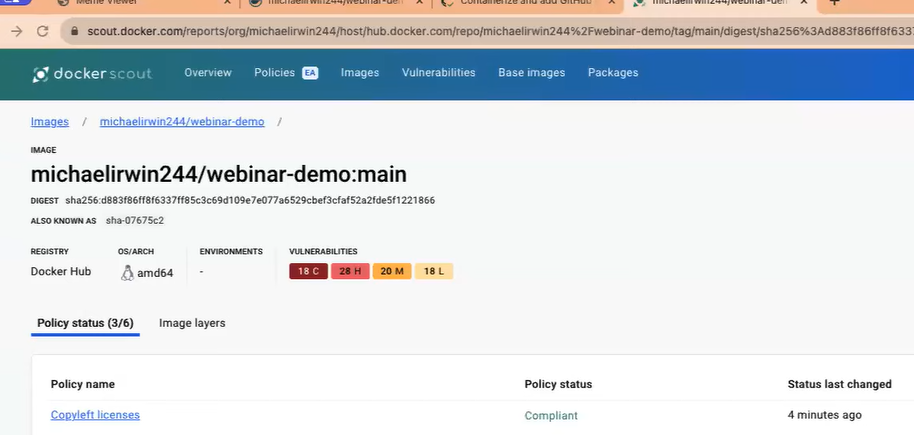 Meme Viewer
michaelirwin244/webinar-de
Containerize and add GitHub
michaelirwin244/webinar-de
scout.docker.com/reports/org/michaelirwin244/host/hub.docker.com/repo/michaelirwin244%2Fwebinar-demo/tag/main/digest/sha256%3Ad883f86ff8f6337
docker scout
Overview Policies EA Images Vulnerabilities Base images Packages
Images / michaelirwin244/webinar-demo /
IMAGE
michaelirwin244/webinar-demo:main
DIGEST sha256:d883f86ff8f6337ff85c3c69d109e7e077a6529cbef3cfaf52a2fde5f1221866
ALSO KNOWN AS sha-07675c2
REGISTRY OS/ARCH ENVIRONMENTS VULNERABILITIES
Docker Hub amd64 - 18 C 28 H 20 M 18 L
Policy status (3/6) Image layers
Policy name Policy status Status last changed
Copyleft licenses Compliant 4 minutes ago